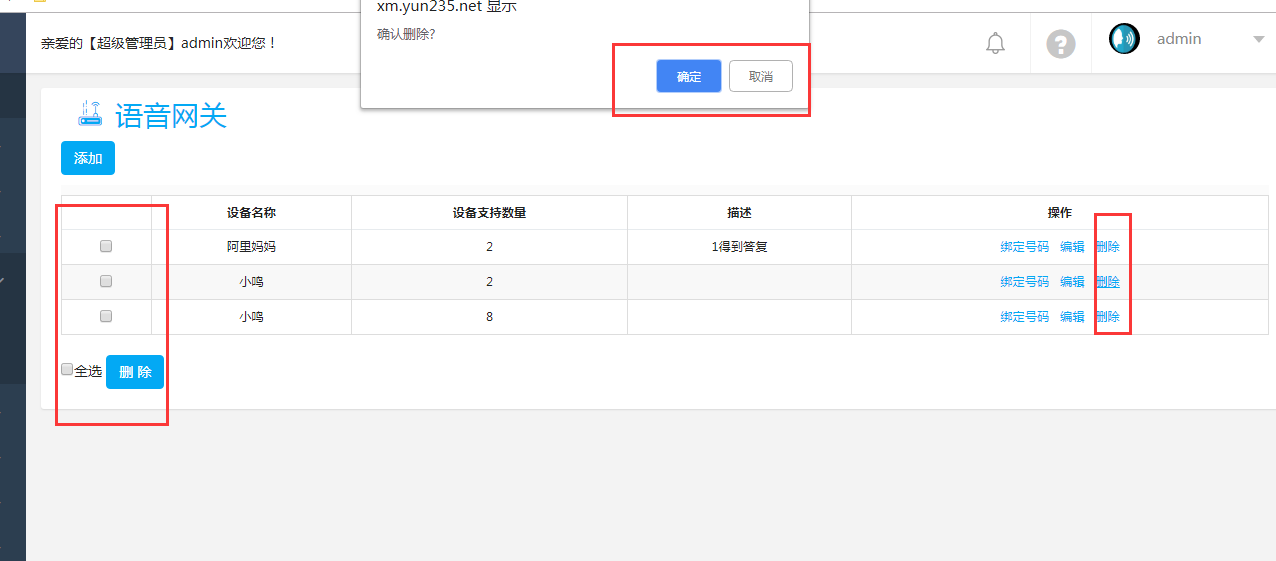 xm.yun235.net 显示
确认删除?
确定 取消
亲爱的【超级管理员】admin欢迎您！
? admin
语音网关
添加
设备名称 设备支持数量 描述 操作
阿里妈妈 2 1得到答复 绑定号码 编辑 删除
小鸣 2 绑定号码 编辑 删除
小鸣 8 绑定号码 编辑 删除
全选 删 除